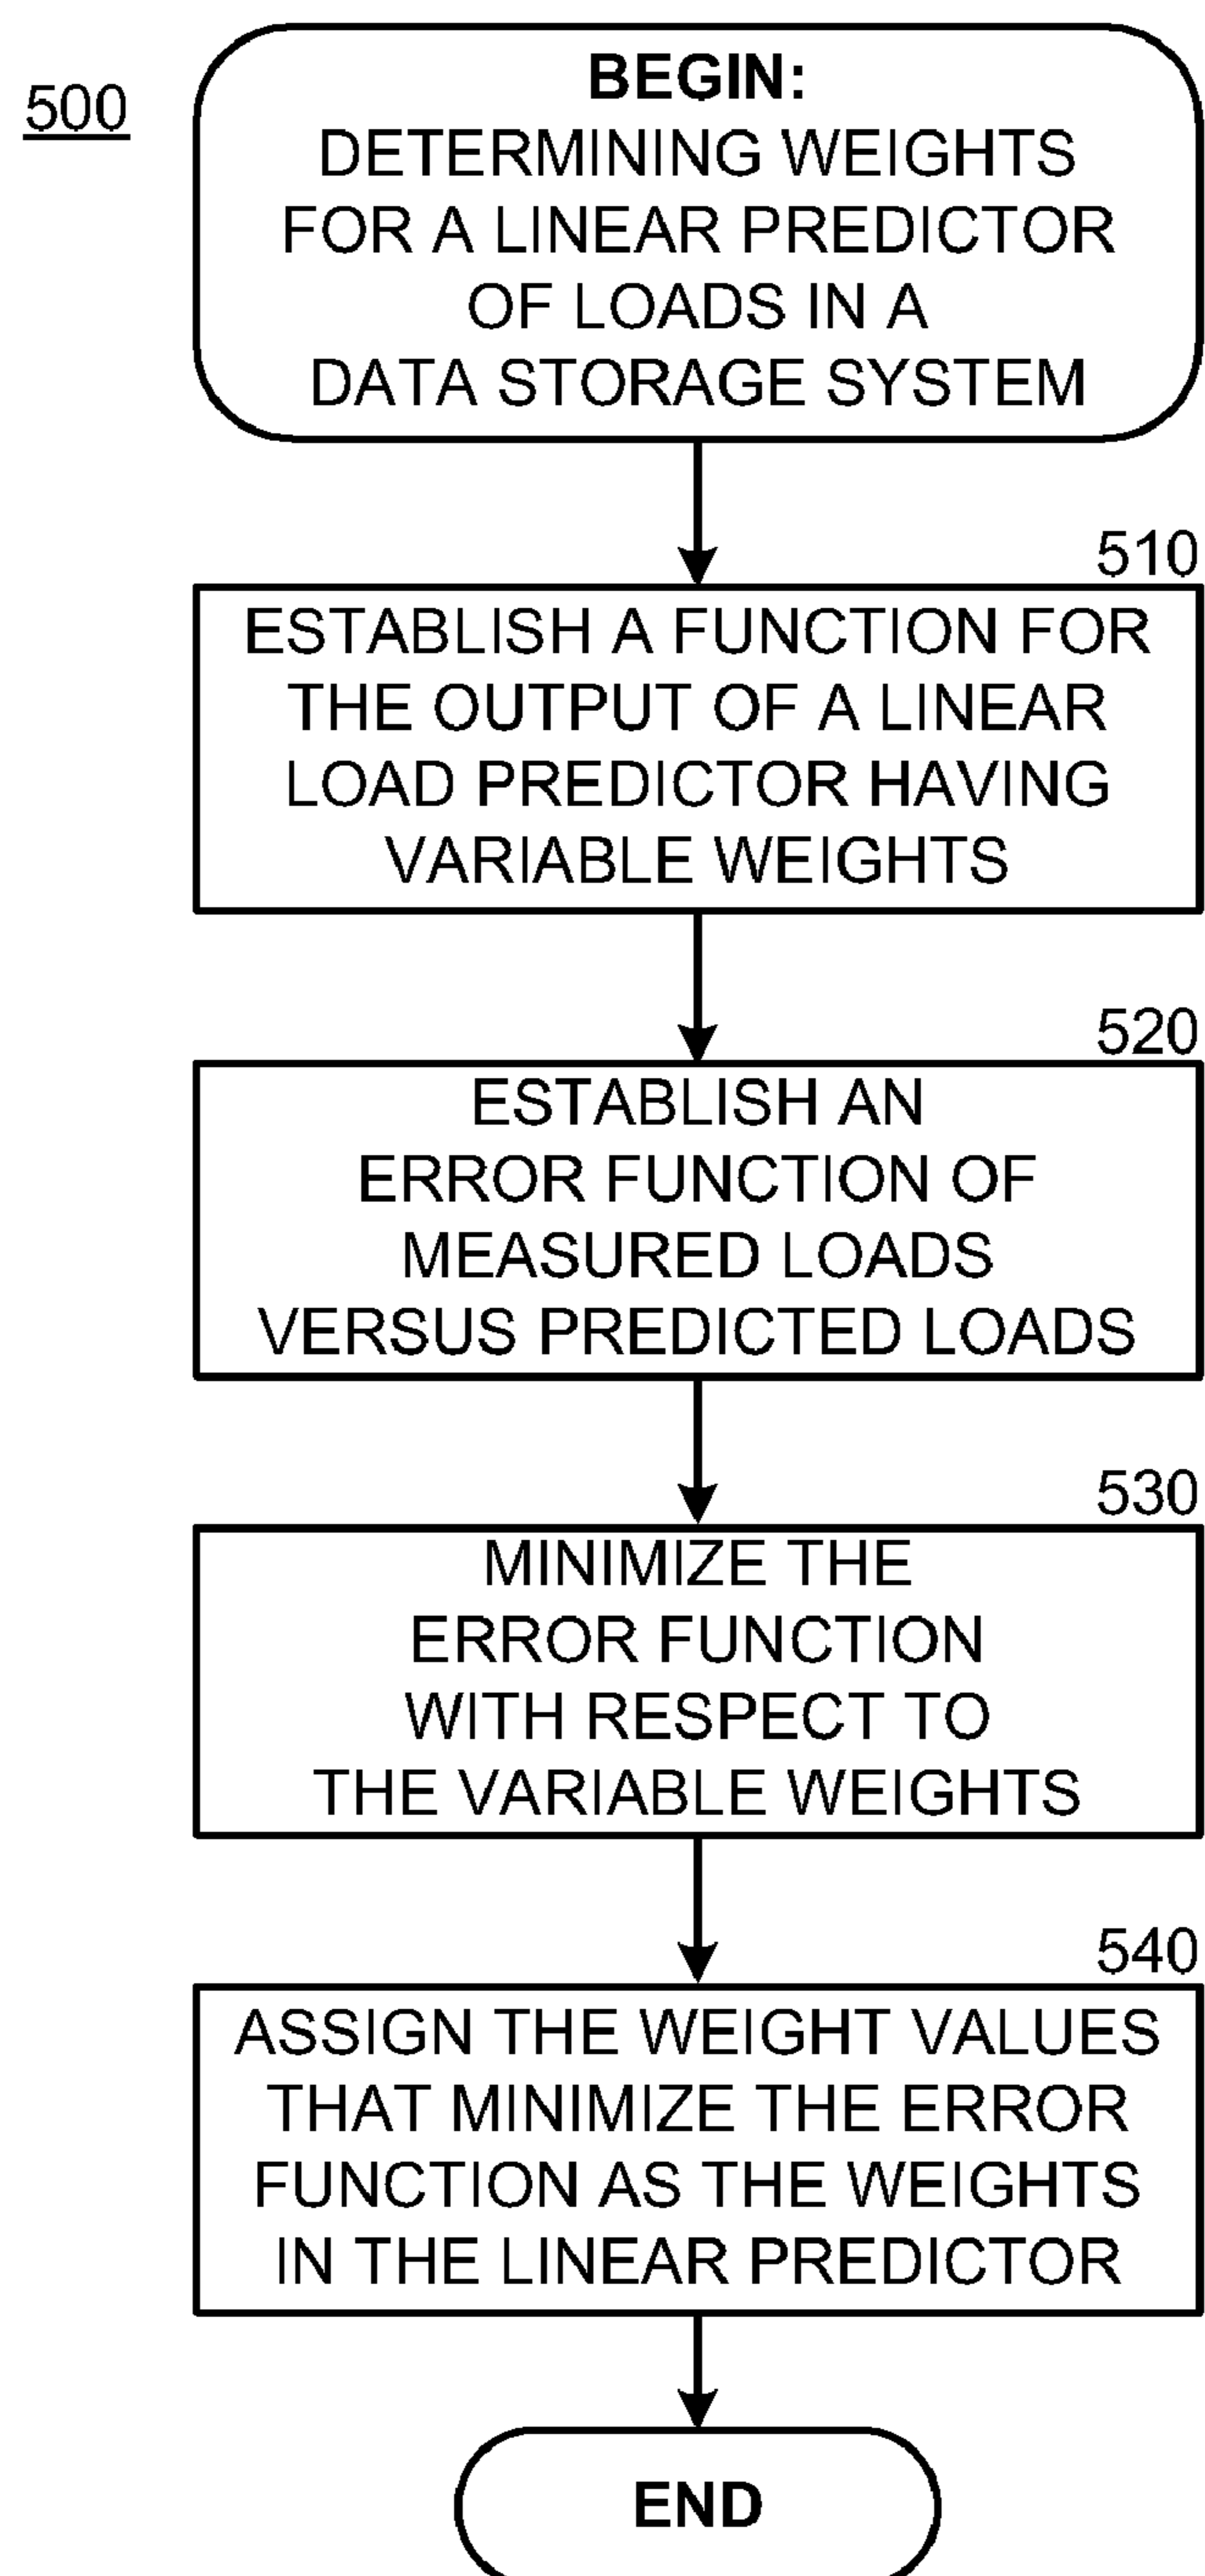 500
BEGIN:
DETERMINING WEIGHTS
FOR A LINEAR PREDICTOR
OF LOADS IN A
DATA STORAGE SYSTEM
510
ESTABLISH A FUNCTION FOR
THE OUTPUT OF A LINEAR
LOAD PREDICTOR HAVING
VARIABLE WEIGHTS
520
ESTABLISH AN
ERROR FUNCTION OF
MEASURED LOADS
VERSUS PREDICTED LOADS
530
MINIMIZE THE
ERROR FUNCTION
WITH RESPECT TO
THE VARIABLE WEIGHTS
540
ASSIGN THE WEIGHT VALUES
THAT MINIMIZE THE ERROR
FUNCTION AS THE WEIGHTS
IN THE LINEAR PREDICTOR
END